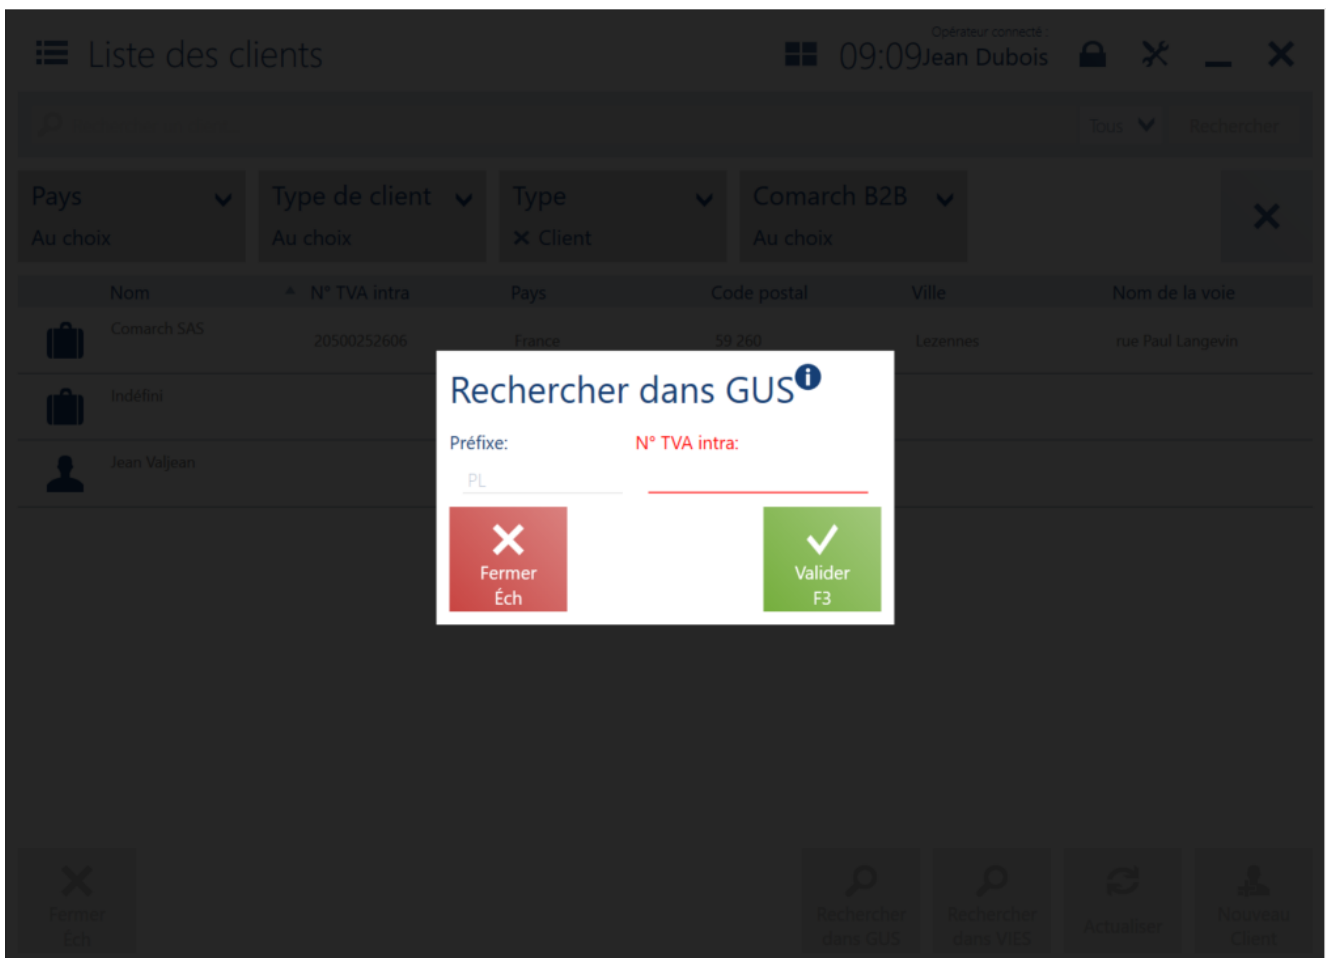 Liste des clients
09:09
Opérateur connecté :
Jean Dubois
Tous
Rechercher
Pays
Au choix
Type de client
Au choix
Type
Client
Comarch B2B
Au choix
Nom N° TVA intra Pays Code postal Ville Nom de la voie
Comarch SAS 20500252606 France 59 260 Lezennes rue Paul Langevin
Indéfini
Jean Valjean
Rechercher dans GUS
Préfixe: N° TVA intra:
PL
Fermer
Éch
Valider
F3
Fermer
Éch
Rechercher
dans GUS
Rechercher
dans VIES
Actualiser
Nouveau
Client